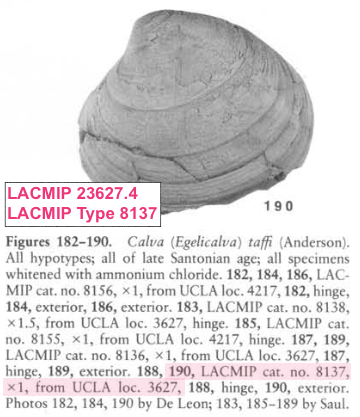 LACMIP 23627.4
LACMIP Type 8137
190
Figures 182–190. Calva (Egelicalva) taffi (Anderson).
All hypotypes; all of late Santonian age; all specimens
whitened with ammonium chloride. 182, 184, 186, LAC-
MIP cat. no. 8156, ×1, from UCLA loc. 4217, 182, hinge,
184, exterior, 186, exterior. 183, LACMIP cat. no. 8138,
×1.5, from UCLA loc. 3627, hinge. 185, LACMIP cat.
no. 8155, ×1, from UCLA loc. 4217, hinge. 187, 189,
LACMIP cat. no. 8136, ×1, from UCLA loc. 3627, 187,
hinge, 189, exterior. 188, 190, LACMIP cat. no. 8137,
×1, from UCLA loc. 3627, 188, hinge, 190, exterior.
Photos 182, 184, 190 by De Leon; 183, 185–189 by Saul.